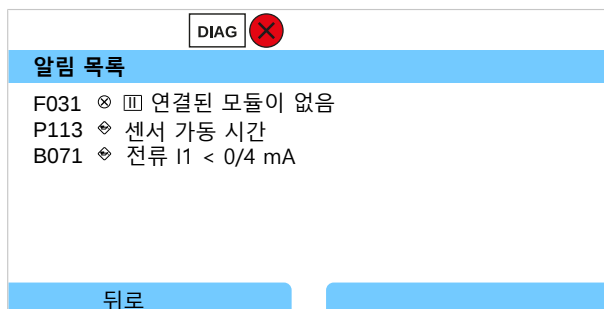 DIAG
알림 목록
F031 ⊗ II 연결된 모듈이 없음
P113 센서 가동 시간
B071 전류 I1 < 0/4 mA
뒤로